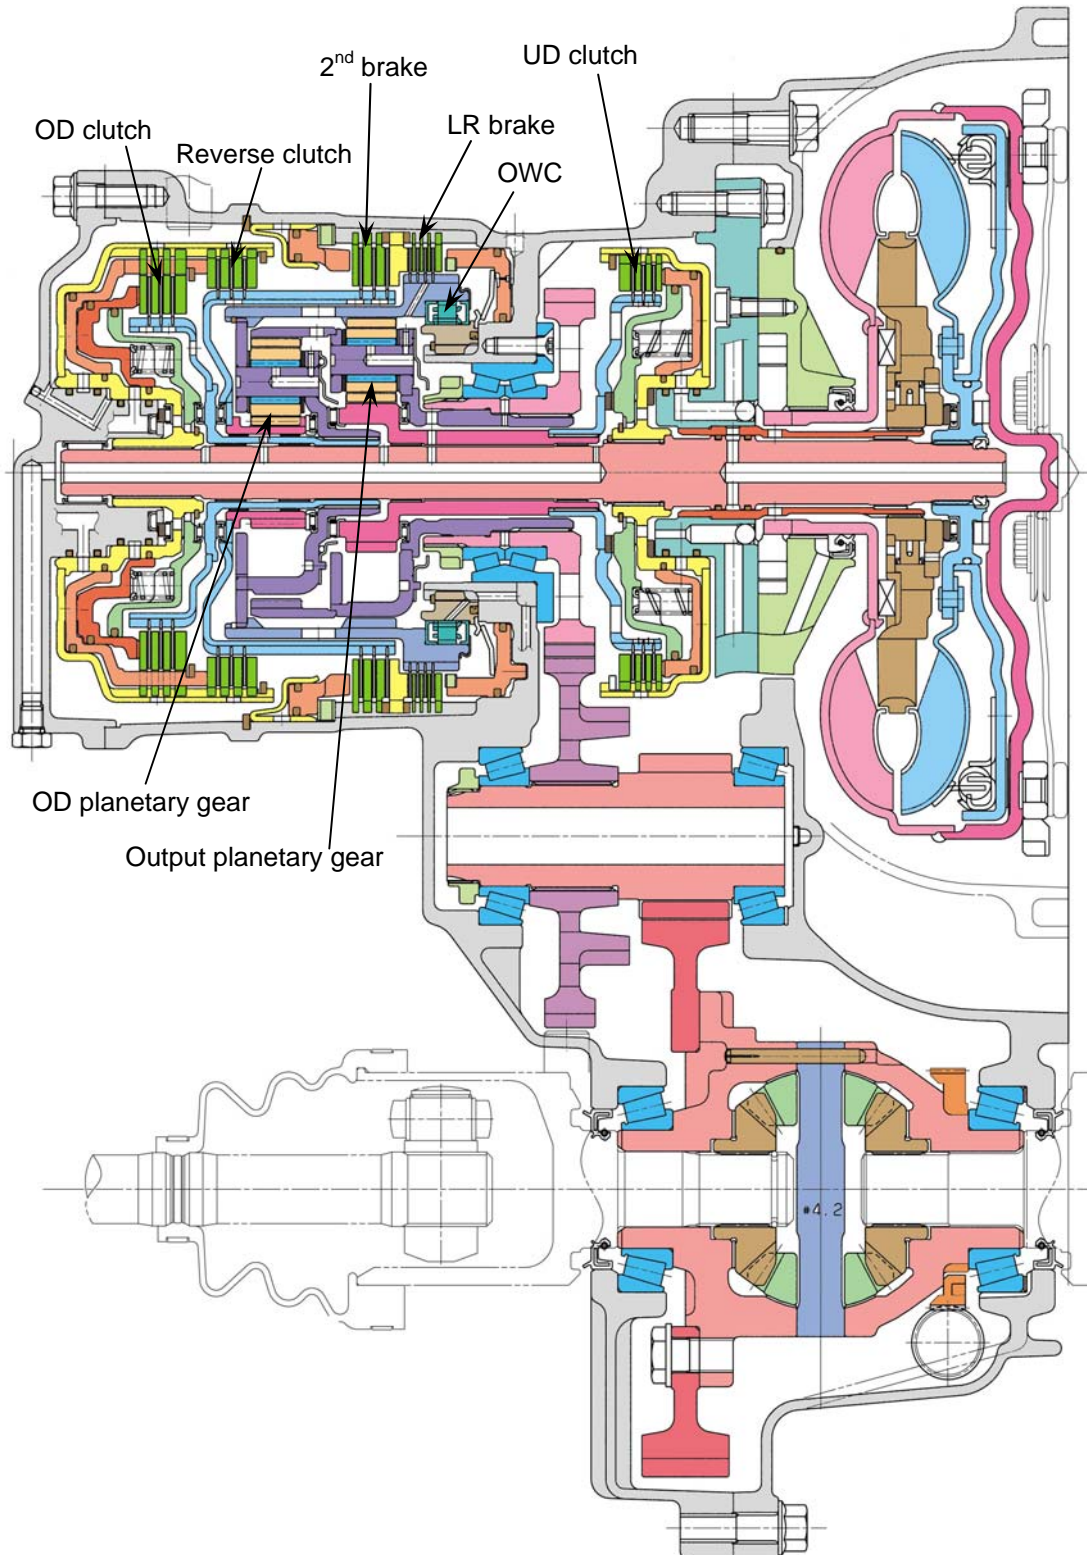 2nd brake
UD clutch
OD clutch
LR brake
Reverse clutch
OWC
OD planetary gear
Output planetary gear
ø4.2